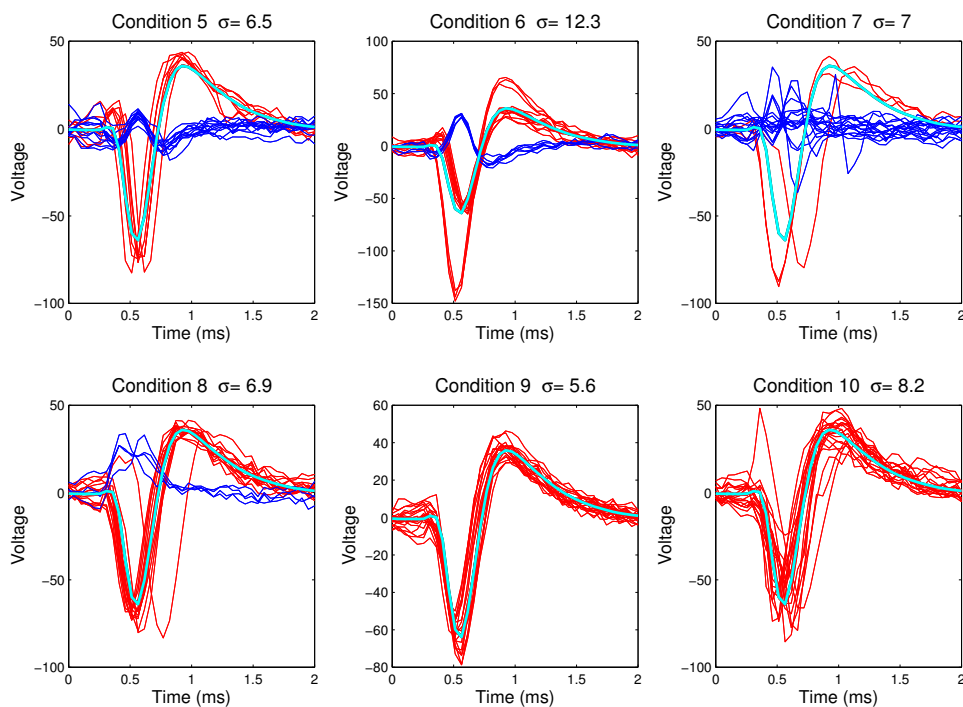 Condition 5 σ= 6.5
Condition 6 σ= 12.3
Condition 7 σ= 7
50
0
−50
−100
Voltage
0 0.5 1 1.5 2
Time (ms)
100
50
0
−50
−100
−150
Voltage
0 0.5 1 1.5 2
Time (ms)
50
0
−50
−100
Voltage
0 0.5 1 1.5 2
Time (ms)
Condition 8 σ= 6.9
Condition 9 σ= 5.6
Condition 10 σ= 8.2
50
0
−50
−100
Voltage
0 0.5 1 1.5 2
Time (ms)
60
40
20
0
−20
−40
−60
−80
Voltage
0 0.5 1 1.5 2
Time (ms)
50
0
−50
−100
Voltage
0 0.5 1 1.5 2
Time (ms)